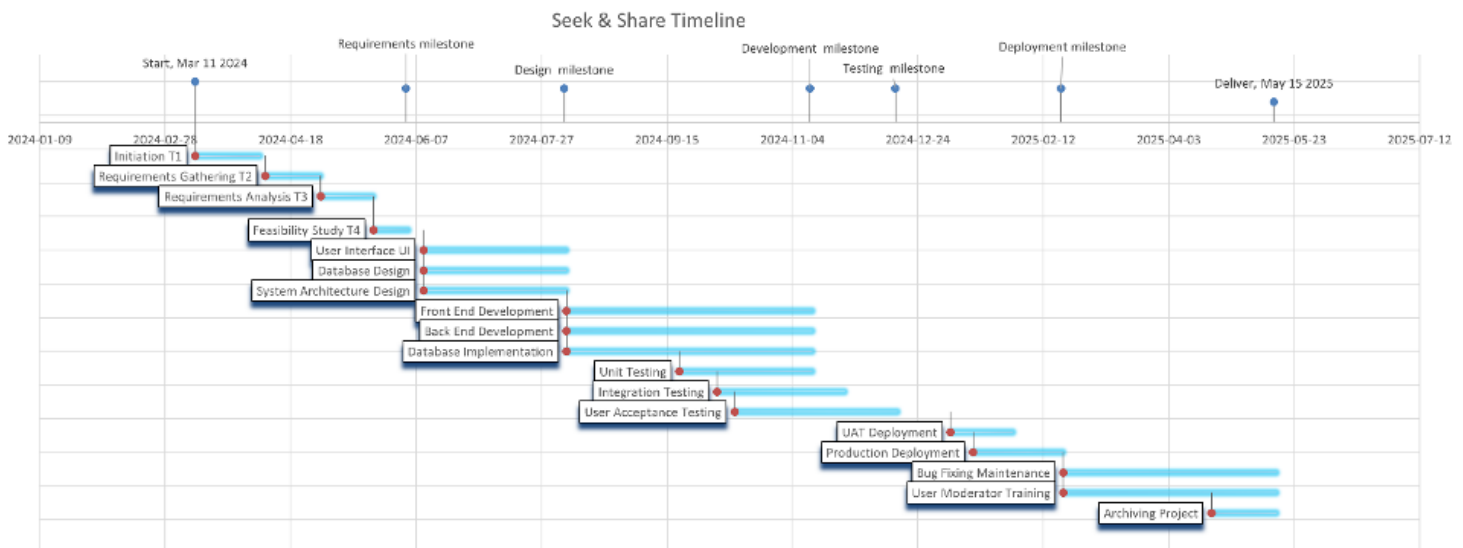 Seek & Share Timeline
Requirements milestone
Development milestone
Deployment milestone
Start, Mar 11 2024
Design milestone
Testing milestone
Deliver, May 15 2025
2024-01-09
2024-02-28
2024-04-18
2024-06-07
2024-07-27
2024-09-15
2024-11-04
2024-12-24
2025-02-12
2025-04-03
2025-05-23
2025-07-12
Initiation T1
Requirements Gathering T2
Requirements Analysis T3
Feasibility Study T4
User Interface UI
Database Design
System Architecture Design
Front End Development
Back End Development
Database Implementation
Unit Testing
Integration Testing
User Acceptance Testing
UAT Deployment
Production Deployment
Bug Fixing Maintenance
User Moderator Training
Archiving Project